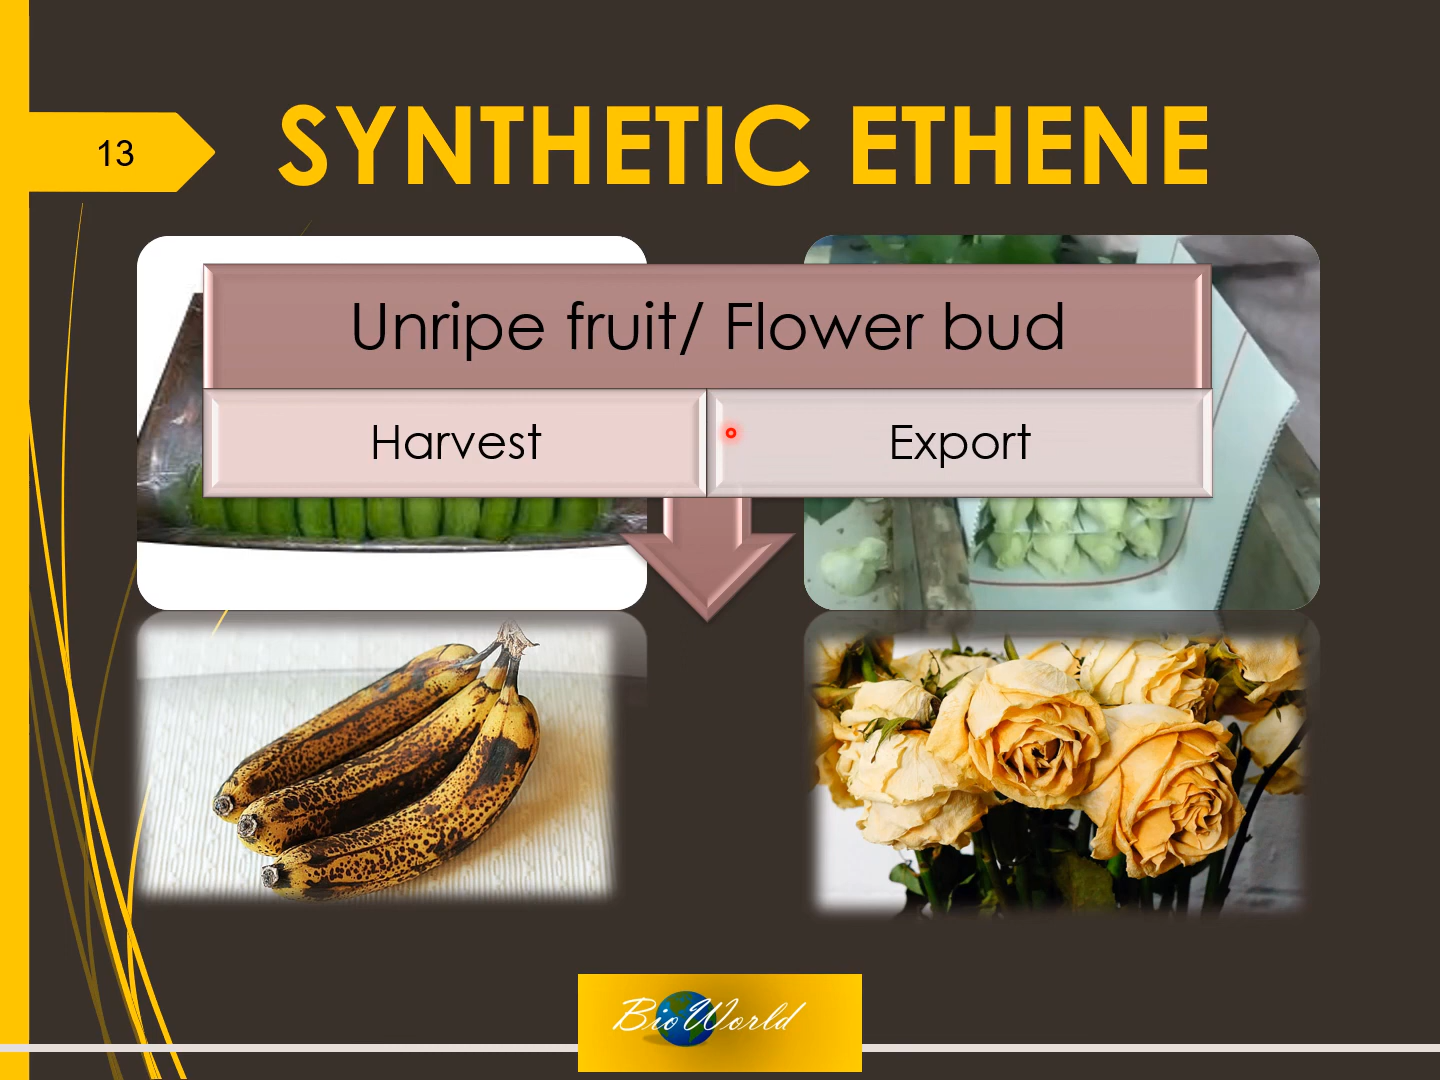 13
SYNTHETIC ETHENE
Unripe fruit/ Flower bud
Harvest
Export
BioWorld